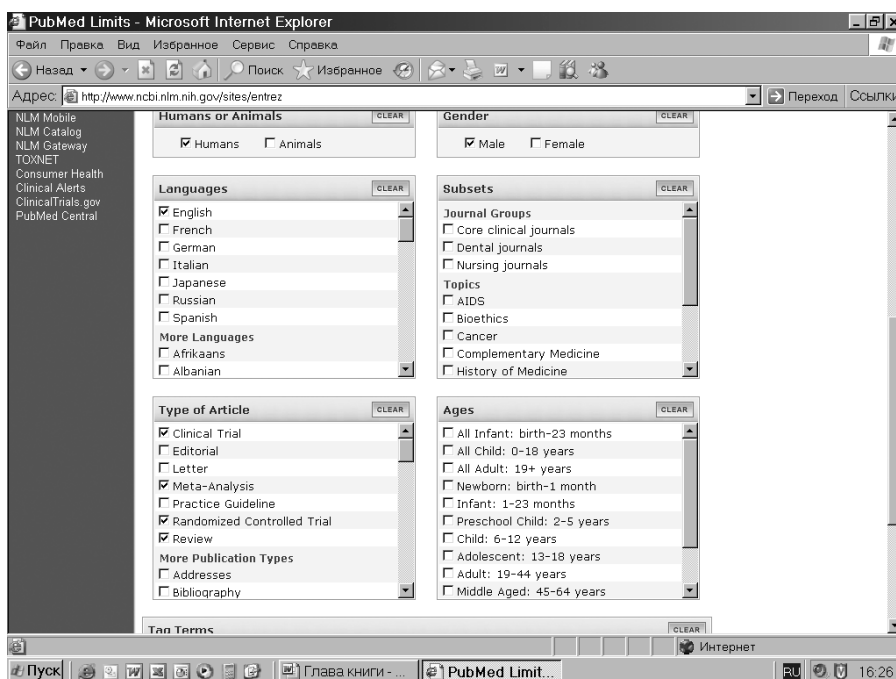 PubMed Limits - Microsoft Internet Explorer
Файл Правка Вид Избранное Сервис Справка
Назад Поиск Избранное
Адрес: http://www.ncbi.nlm.nih.gov/sites/entrez Переход Ссылки
NLM Mobile
NLM Catalog
NLM Gateway
TOXNET
Consumer Health
Clinical Alerts
ClinicalTrials.gov
PubMed Central
Humans or Animals CLEAR
Humans Animals
Gender CLEAR
Male Female
Languages CLEAR
English
French
German
Italian
Japanese
Russian
Spanish
More Languages
Afrikaans
Albanian
Subsets CLEAR
Journal Groups
Core clinical journals
Dental journals
Nursing journals
Topics
AIDS
Bioethics
Cancer
Complementary Medicine
History of Medicine
Type of Article CLEAR
Clinical Trial
Editorial
Letter
Meta-Analysis
Practice Guideline
Randomized Controlled Trial
Review
More Publication Types
Addresses
Bibliography
Ages CLEAR
All Infant: birth-23 months
All Child: 0-18 years
All Adult: 19+ years
Newborn: birth-1 month
Infant: 1-23 months
Preschool Child: 2-5 years
Child: 6-12 years
Adolescent: 13-18 years
Adult: 19-44 years
Middle Aged: 45-64 years
Tag Terms CLEAR
Интернет
Пуск Глава книги - ... PubMed Limit... RU 16:26